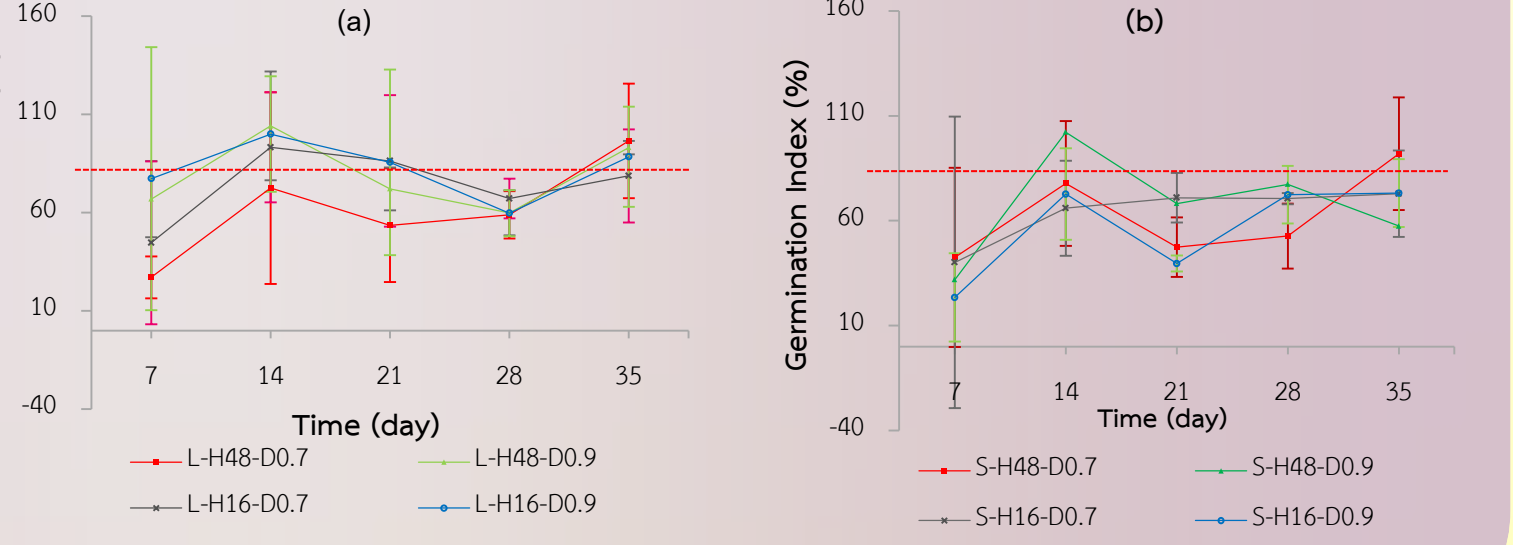 (a)
160
110
60
10
-40
7 14 21 28 35
Time (day)
L-H48-D0.7 L-H48-D0.9
L-H16-D0.7 L-H16-D0.9
(b)
Germination Index (%)
160
110
60
10
-40
7 14 21 28 35
Time (day)
S-H48-D0.7 S-H48-D0.9
S-H16-D0.7 S-H16-D0.9